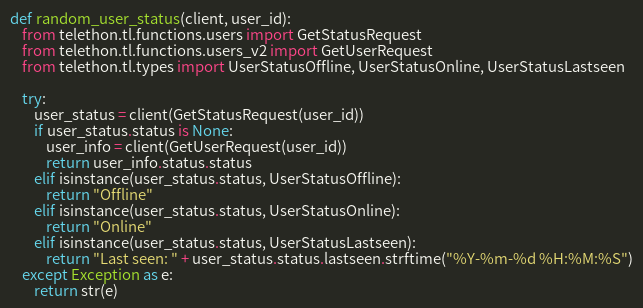 def random_user_status(client, user_id):
from telethon.tl.functions.users import GetStatusRequest
from telethon.tl.functions.users_v2 import GetUserRequest
from telethon.tl.types import UserStatusOffline, UserStatusOnline, UserStatusLastseen
try:
user_status = client(GetStatusRequest(user_id))
if user_status.status is None:
user_info = client(GetUserRequest(user_id))
return user_info.status.status
elif isinstance(user_status.status, UserStatusOffline):
return "Offline"
elif isinstance(user_status.status, UserStatusOnline):
return "Online"
elif isinstance(user_status.status, UserStatusLastseen):
return "Last seen: " + user_status.status.lastseen.strftime("%Y-%m-%d %H:%M:%S")
except Exception as e:
return str(e)